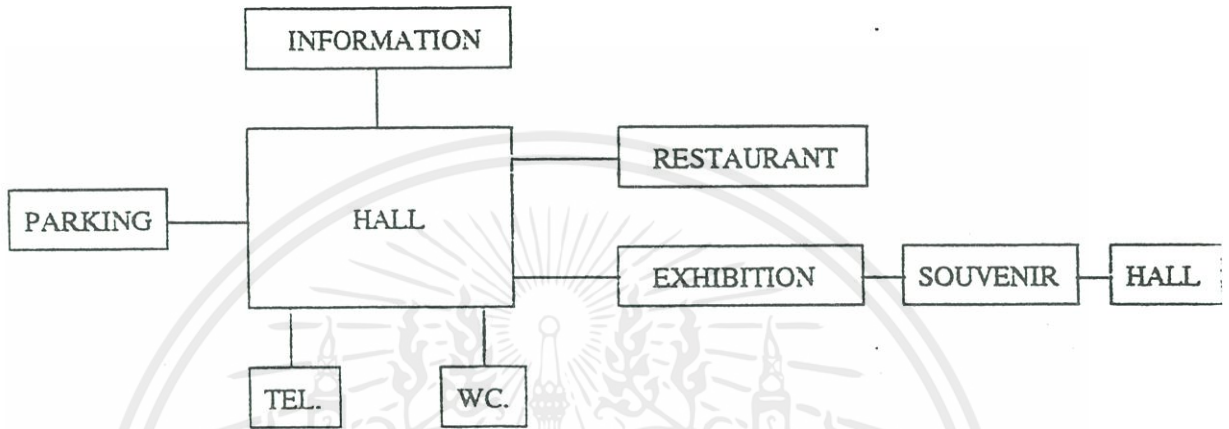 INFORMATION
RESTAURANT
PARKING
HALL
EXHIBITION
SOUVENIR
HALL
TEL.
WC.